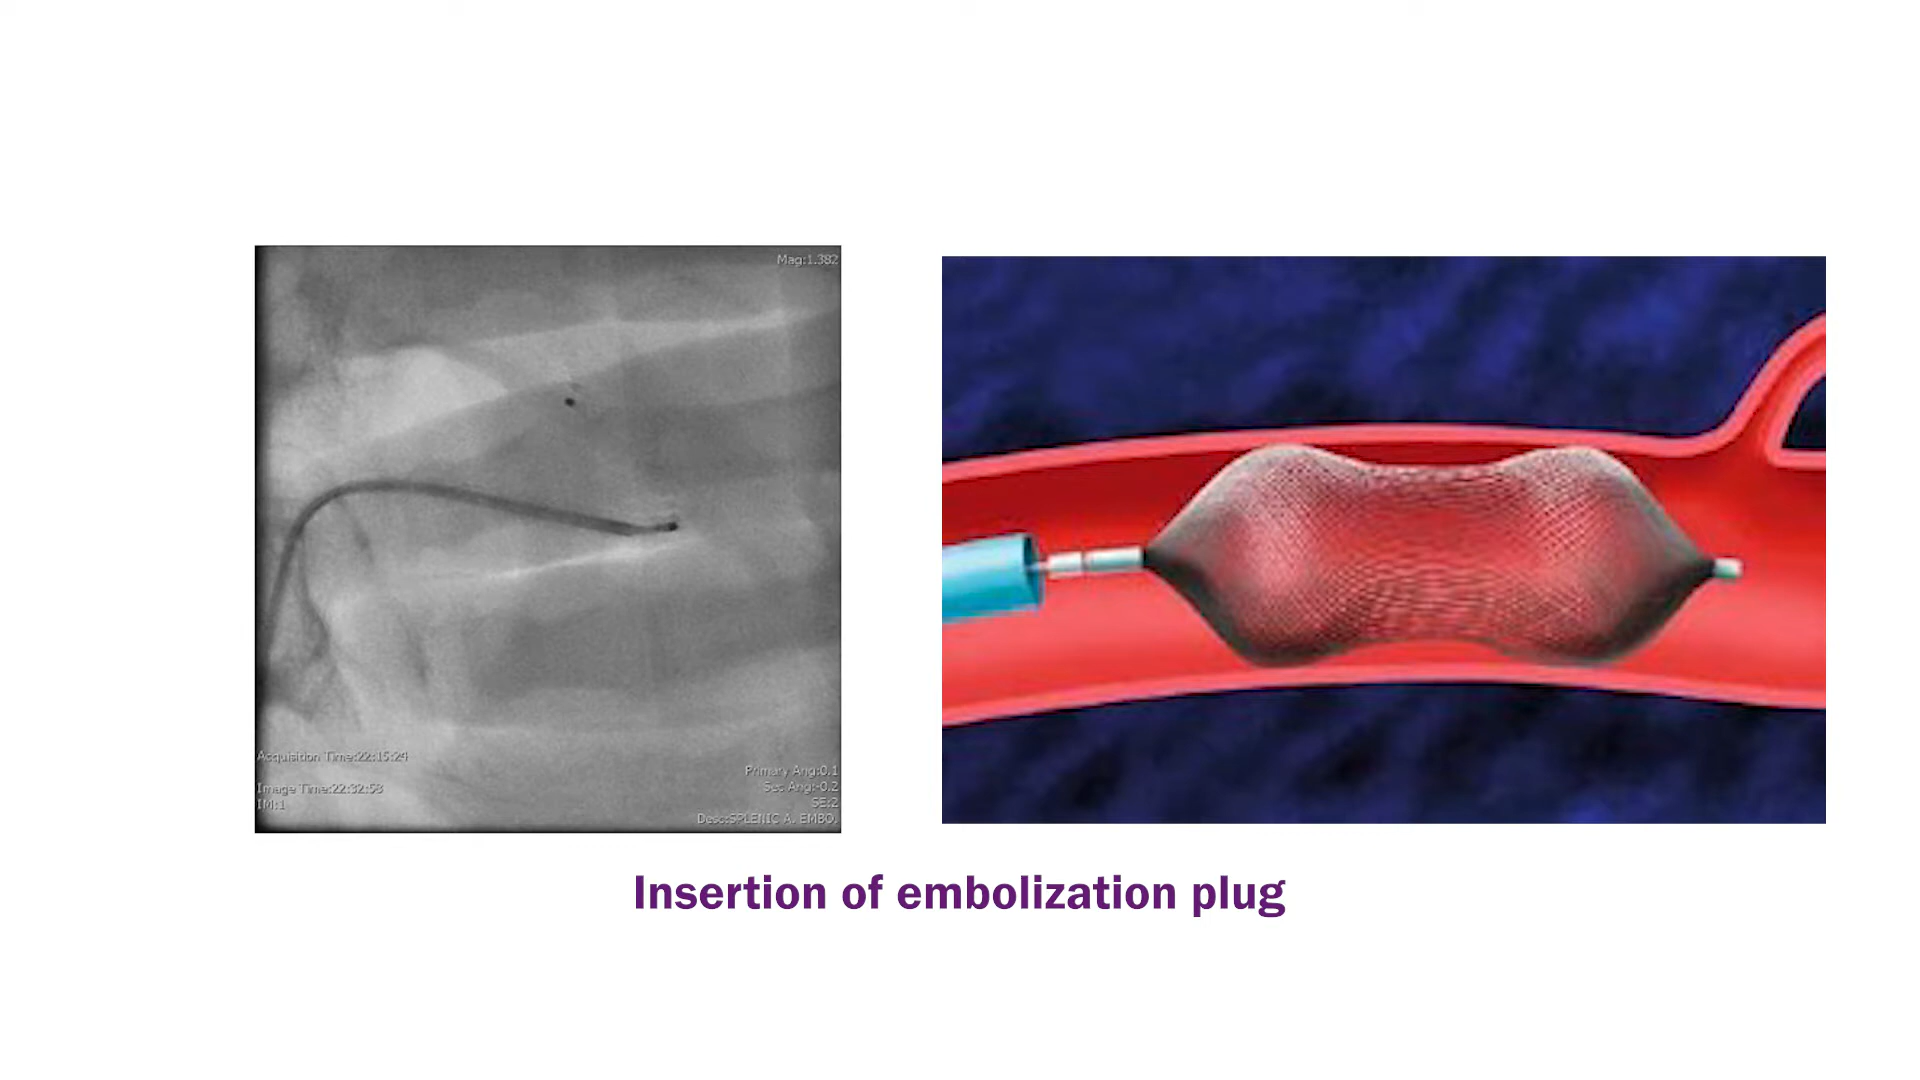 Mag:1.382
Acquisition Time:22:15:24
Image Time:22:32:53
IM:1
Primary Ang:0.1
Sec Ang:-0.2
SE:2
Desc:SPLENIC A. EMBO.
Insertion of embolization plug